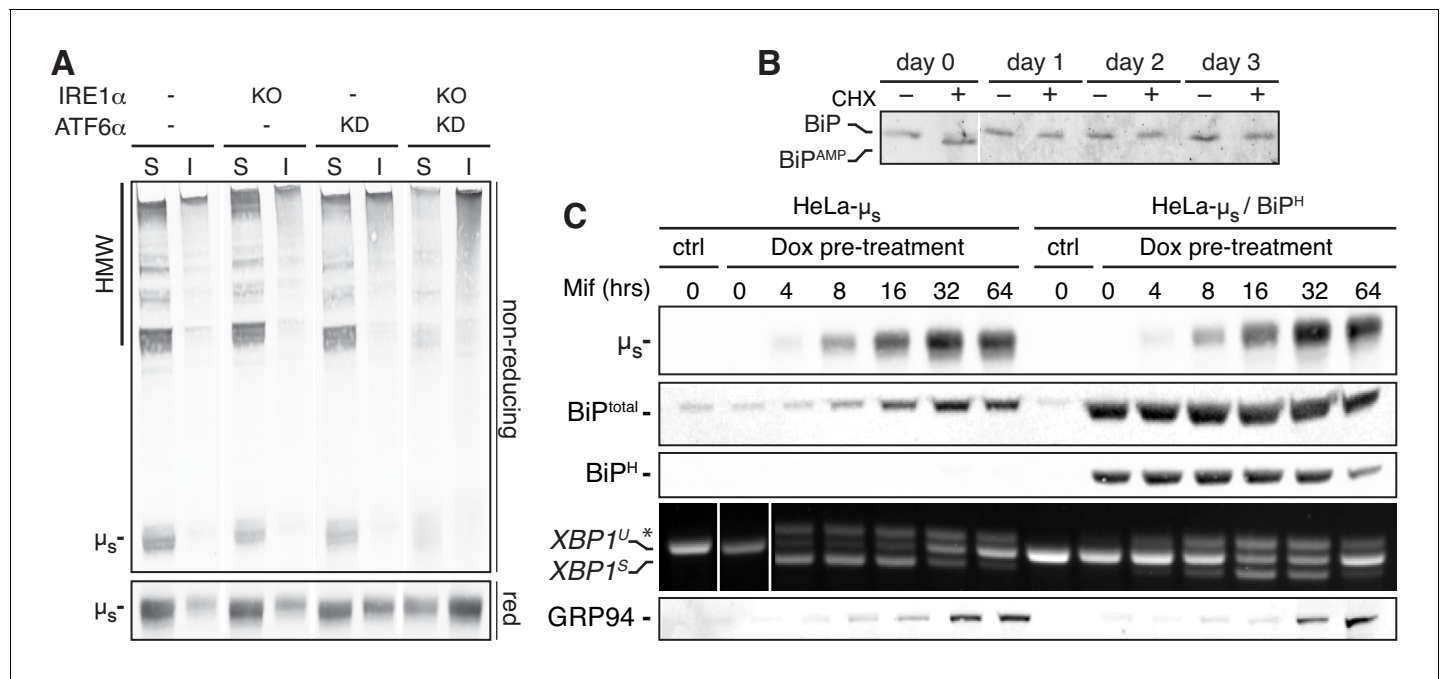 A
IRE1α - KO - KO
ATF6α - - KD KD
S I S I S I S I
HMW
non-reducing
μs-
μs-
red
B
day 0 day 1 day 2 day 3
CHX - + - + - + - +
BiP
BiPAMP
C
HeLa-μs HeLa-μs / BiPH
ctrl Dox pre-treatment ctrl Dox pre-treatment
Mif (hrs) 0 0 4 8 16 32 64 0 0 4 8 16 32 64
μs-
BiPtotal -
BiPH -
XBP1U *
XBP1S
GRP94 -